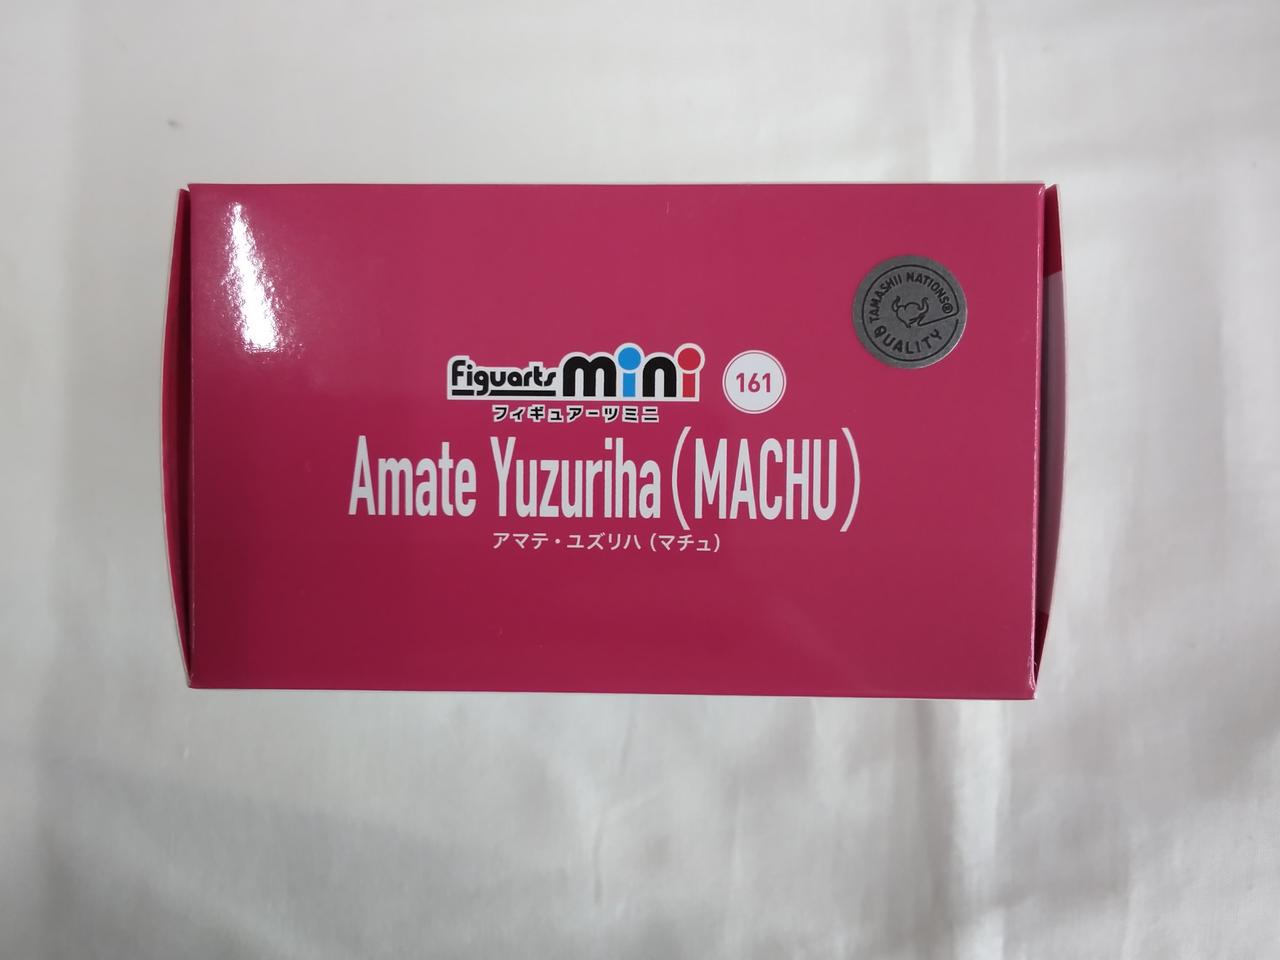 TAMASHII NATIONS®
QUALITY
Figuarts mini 161
フィギュアーツミニ
Amate Yuzuriha (MACHU)
アマテ・ユズリハ (マチュ)